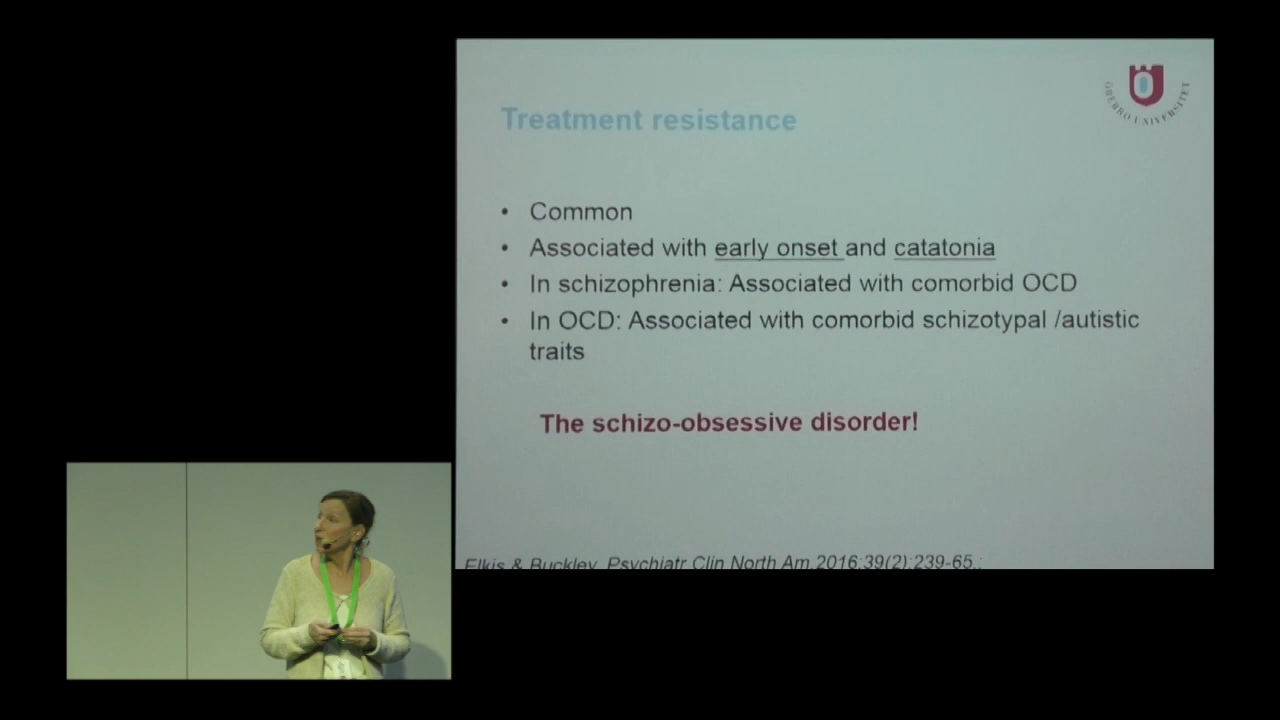 ÖREBRO UNIVERSITET
Treatment resistance
• Common
• Associated with early onset and catatonia
• In schizophrenia: Associated with comorbid OCD
• In OCD: Associated with comorbid schizotypal /autistic
traits
The schizo-obsessive disorder!
Elkis & Buckley, Psychiatr Clin North Am 2016;39(2):239-65.;